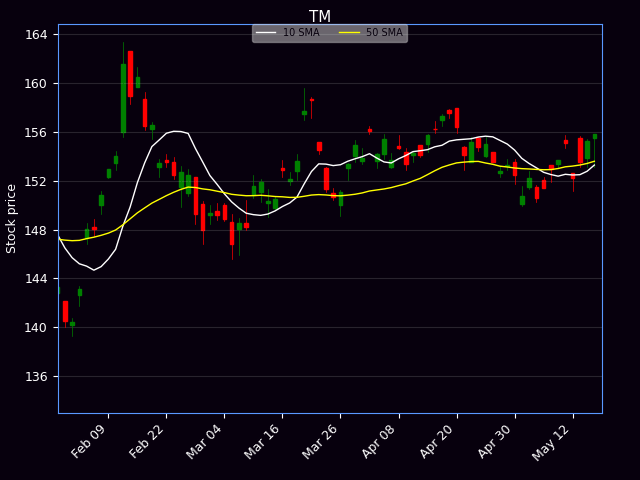 TM
10 SMA
50 SMA
Stock price
164
160
156
152
148
144
140
136
Feb 09
Feb 22
Mar 04
Mar 16
Mar 26
Apr 08
Apr 20
Apr 30
May 12